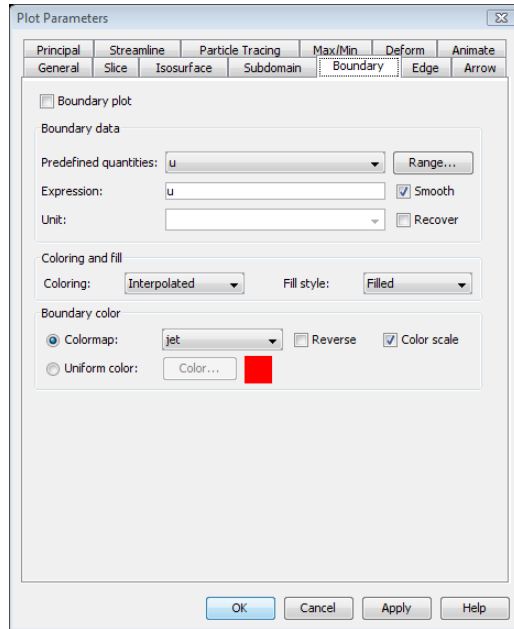 Plot Parameters
Principal Streamline Particle Tracing Max/Min Deform Animate
General Slice Isosurface Subdomain Boundary Edge Arrow
Boundary plot
Boundary data
Predefined quantities: u Range...
Expression: u Smooth
Unit: Recover
Coloring and fill
Coloring: Interpolated Fill style: Filled
Boundary color
Colormap: jet Reverse Color scale
Uniform color: Color...
OK Cancel Apply Help